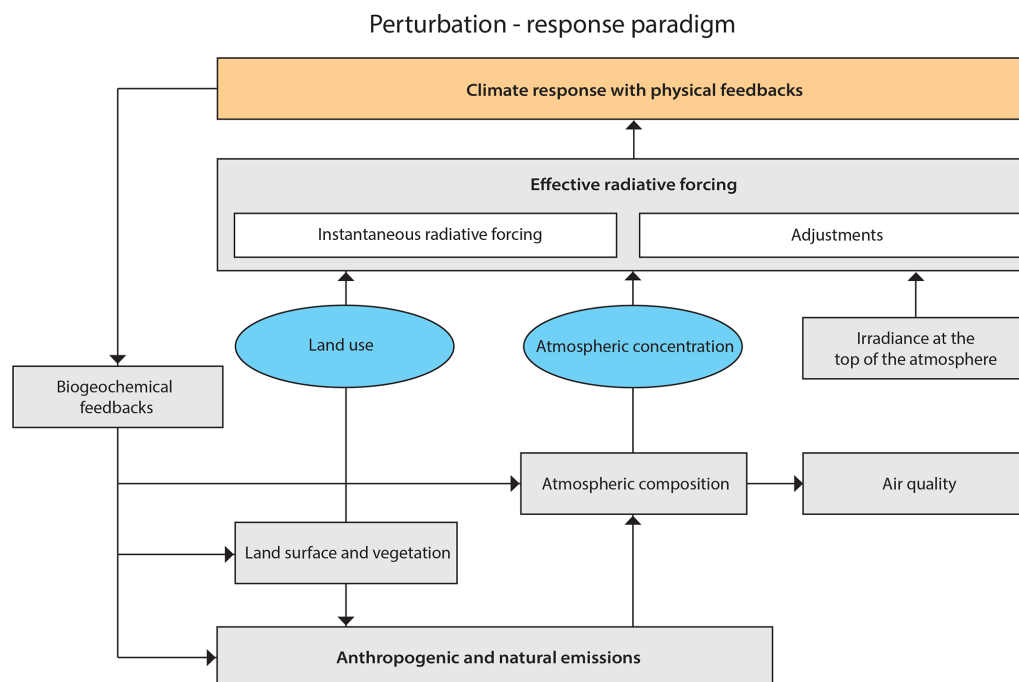 Perturbation - response paradigm
Climate response with physical feedbacks
Effective radiative forcing
Instantaneous radiative forcing
Adjustments
Land use
Atmospheric concentration
Irradiance at the
top of the atmosphere
Biogeochemical
feedbacks
Atmospheric composition
Air quality
Land surface and vegetation
Anthropogenic and natural emissions